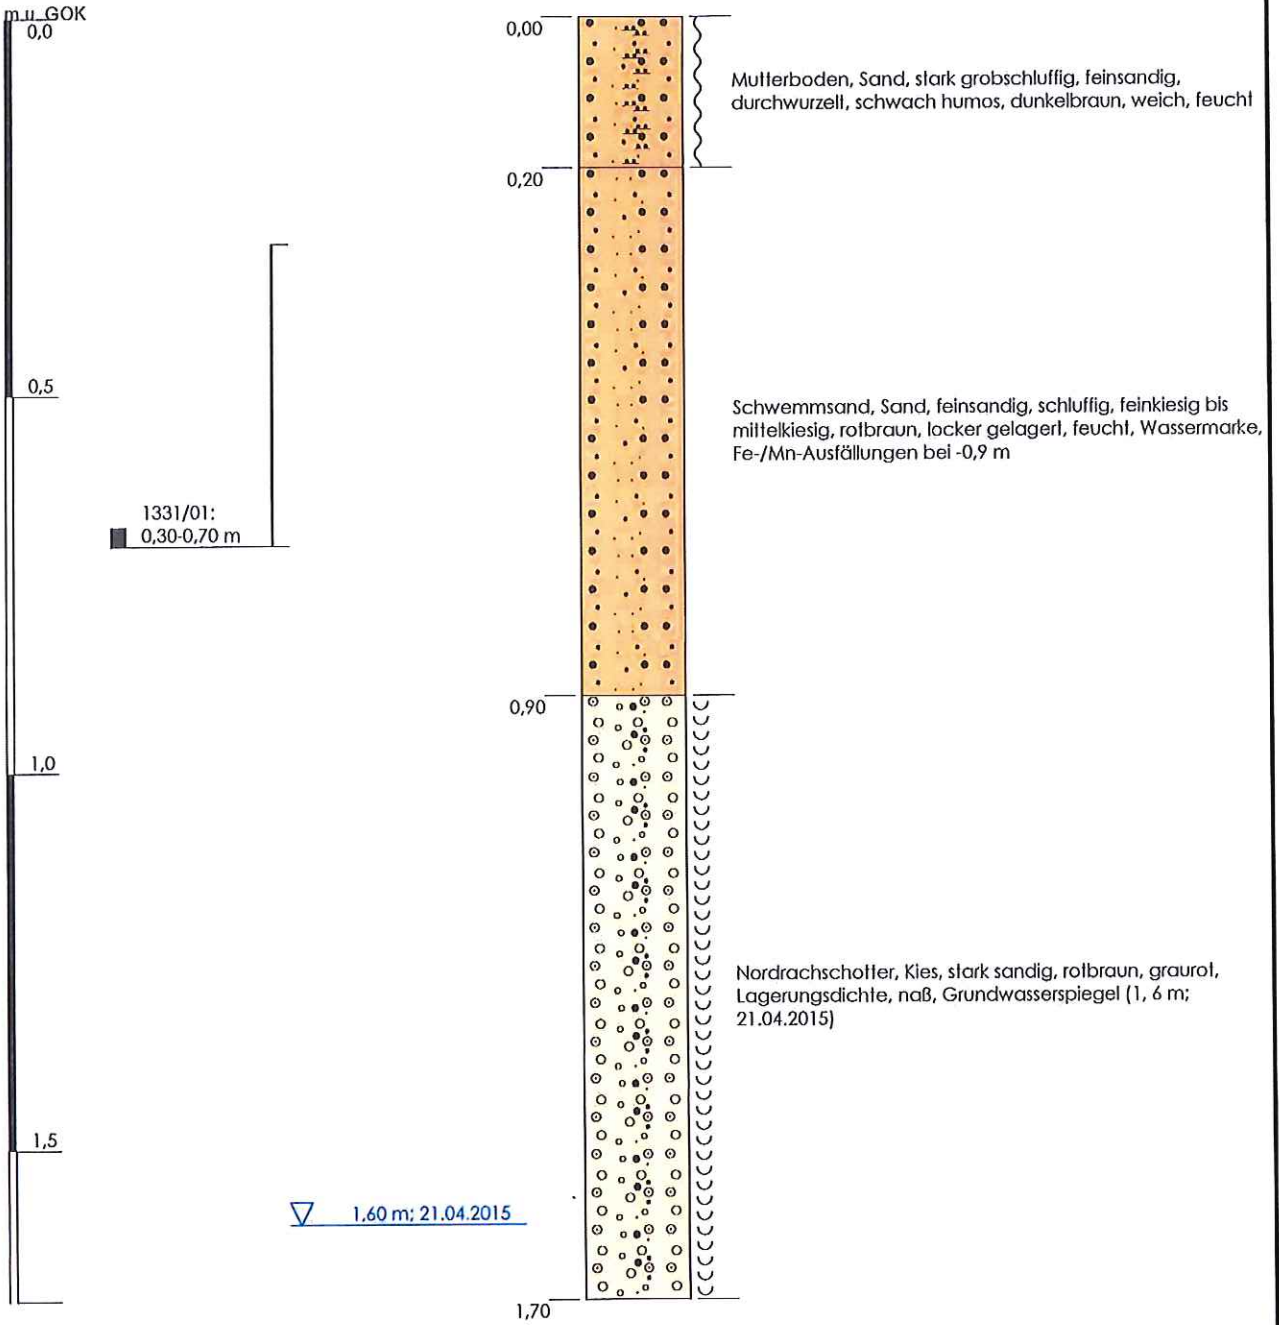 m u GOK
0,0
0,00
Mutterboden, Sand, stark grobschluffig, feinsandig,
durchwurzelt, schwach humos, dunkelbraun, weich, feucht
0,20
0,5
Schwemmsand, Sand, feinsandig, schluffig, feinkiesig bis
mittelkiesig, rotbraun, locker gelagert, feucht, Wassermarke,
Fe-/Mn-Ausfällungen bei -0,9 m
1331/01:
0,30-0,70 m
0,90
1,0
Nordrachschotter, Kies, stark sandig, rotbraun, graurot,
Lagerungsdichte, naß, Grundwasserspiegel (1, 6 m;
21.04.2015)
1,5
1,60 m; 21.04.2015
1,70